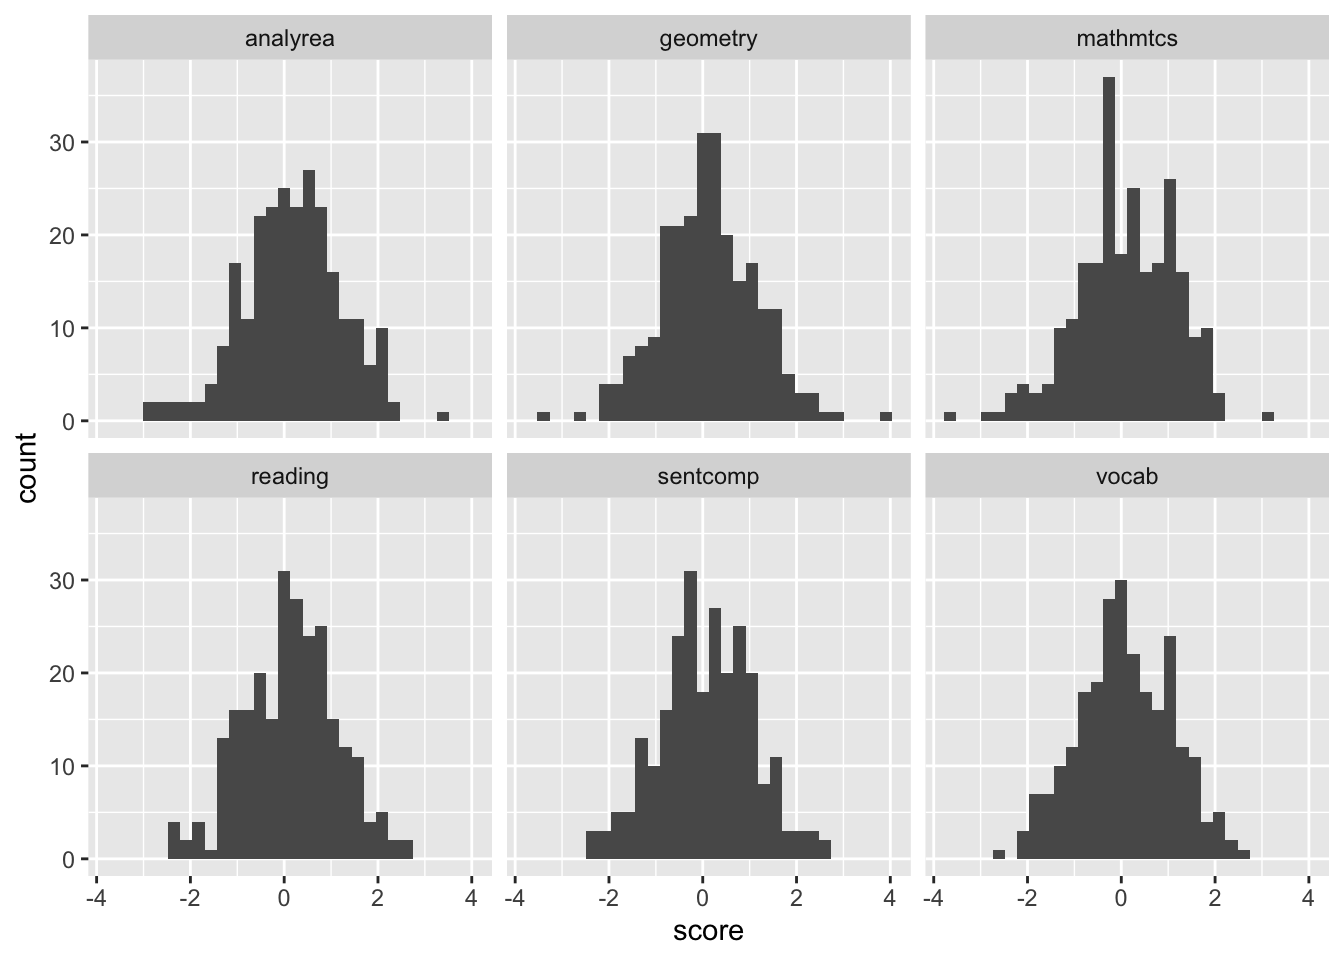 analyrea geometry mathmtcs
30
20
10
0
count
reading sentcomp vocab
30
20
10
0
-4 -2 0 2 4 -4 -2 0 2 4 -4 -2 0 2 4
score